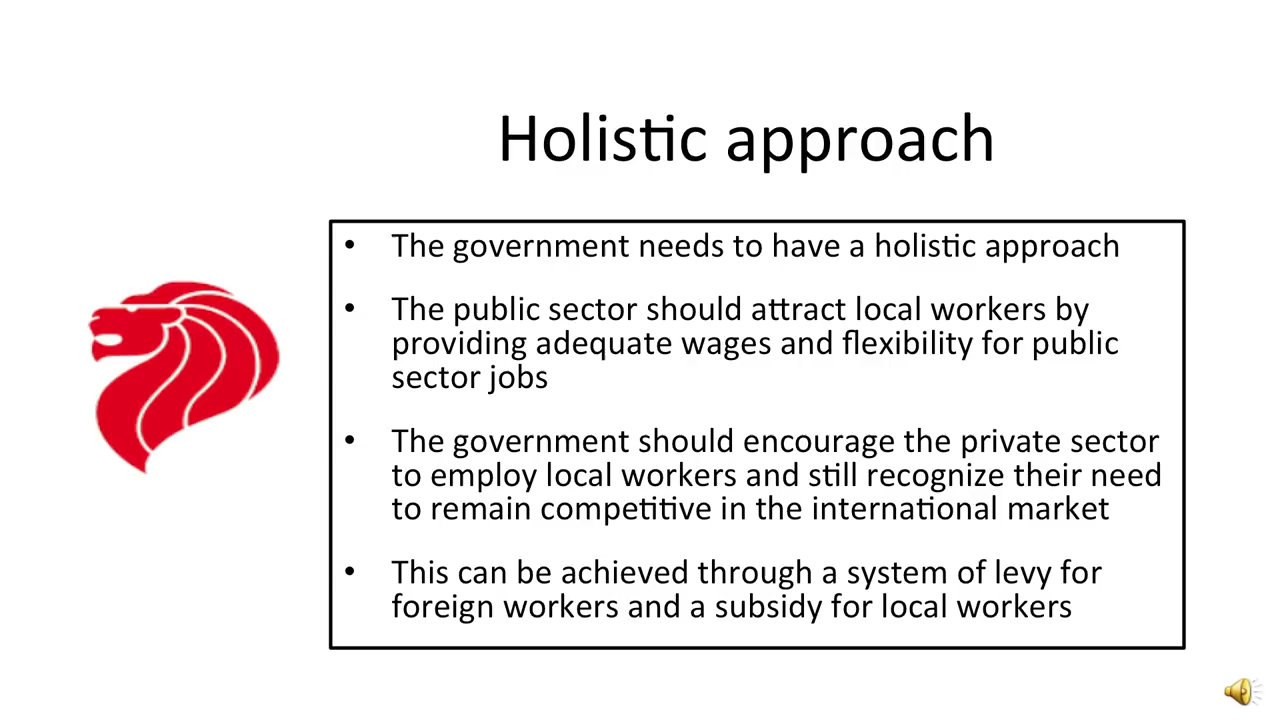 Holistic approach
• The government needs to have a holistic approach
• The public sector should attract local workers by
providing adequate wages and flexibility for public
sector jobs
• The government should encourage the private sector
to employ local workers and still recognize their need
to remain competitive in the international market
• This can be achieved through a system of levy for
foreign workers and a subsidy for local workers